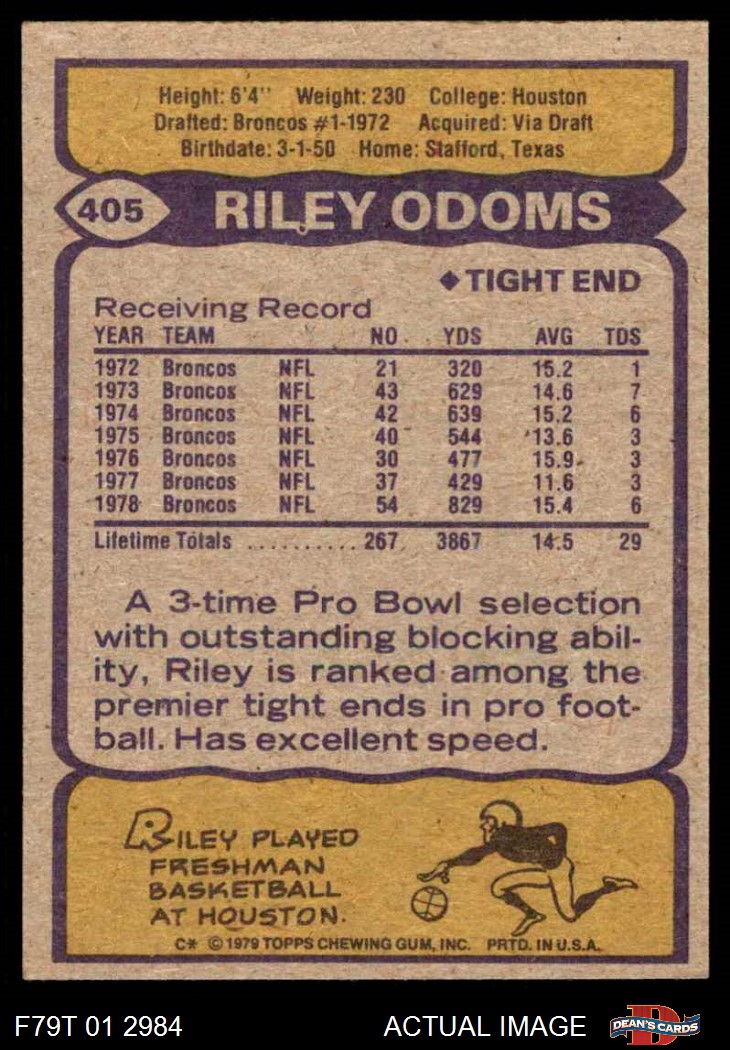 Height: 6'4'' Weight: 230 College: Houston
Drafted: Broncos #1-1972 Acquired: Via Draft
Birthdate: 3-1-50 Home: Stafford, Texas
405 RILEY ODOMS
◆TIGHT END
Receiving Record
YEAR TEAM NO. YDS AVG TDS
1972 Broncos NFL 21 320 15.2 1
1973 Broncos NFL 43 629 14.6 7
1974 Broncos NFL 42 639 15.2 6
1975 Broncos NFL 40 544 13.6 3
1976 Broncos NFL 30 477 15.9 3
1977 Broncos NFL 37 429 11.6 3
1978 Broncos NFL 54 829 15.4 6
Lifetime Totals .......... 267 3867 14.5 29
A 3-time Pro Bowl selection
with outstanding blocking abil-
ity, Riley is ranked among the
premier tight ends in pro foot-
ball. Has excellent speed.
RILEY PLAYED
FRESHMAN
BASKETBALL
AT HOUSTON.
C* © 1979 TOPPS CHEWING GUM, INC. PRTD. IN U.S.A.
F79T 01 2984 ACTUAL IMAGE D DEAN'S CARDS